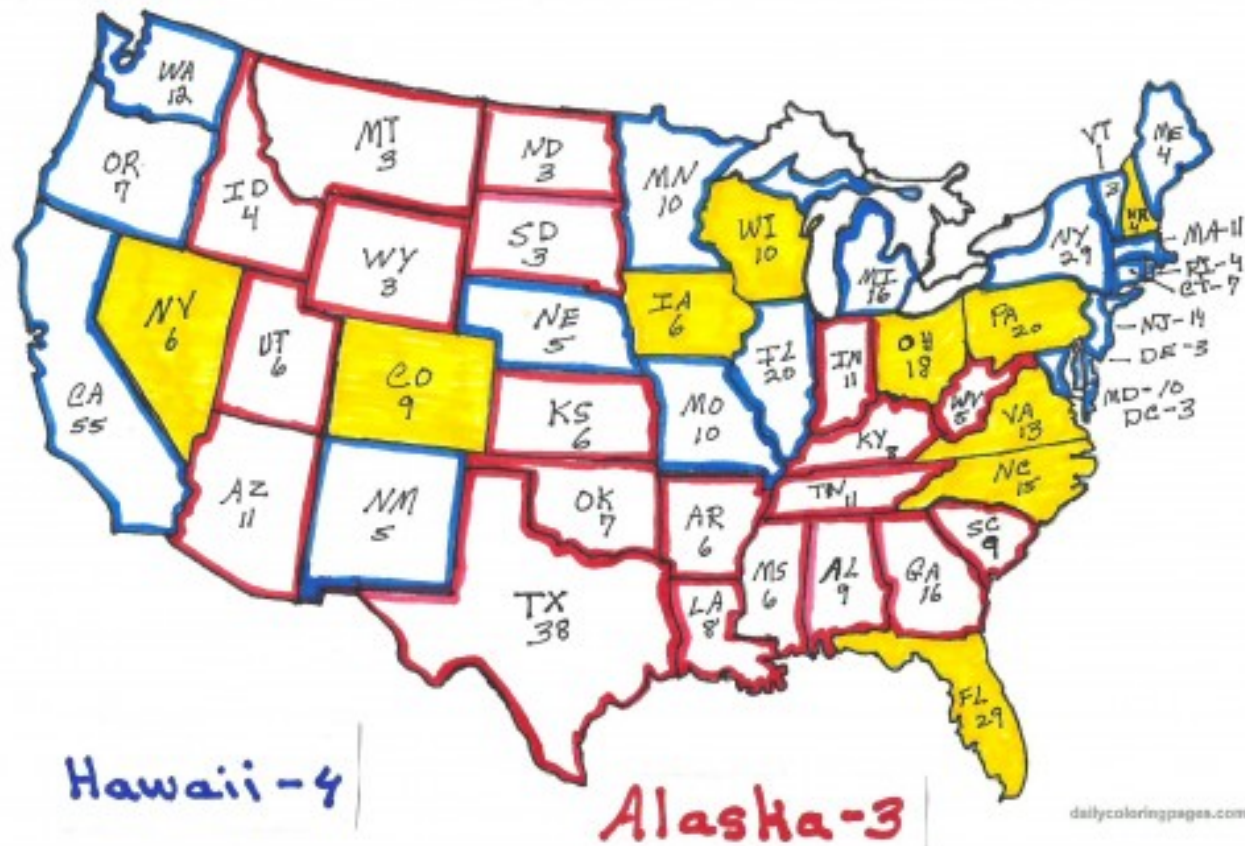 WA
12
OR
7
CA
55
NV
6
ID
4
MT
3
WY
3
UT
6
AZ
11
CO
9
NM
5
ND
3
SD
3
NE
5
KS
6
OK
7
TX
38
MN
10
IA
6
MO
10
AR
6
LA
8
WI
10
IL
20
MI
16
IN
11
OH
18
KY 8
TN 11
MS
6
AL
9
GA
16
FL
29
SC
9
NC
15
VA
13
WV
5
PA
20
NY
29
VT
3
NH
4
ME
4
MA-11
RI-4
CT-7
NJ-14
DE-3
MD-10
DC-3
Hawaii-4
Alaska-3
dailycoloringpages.com